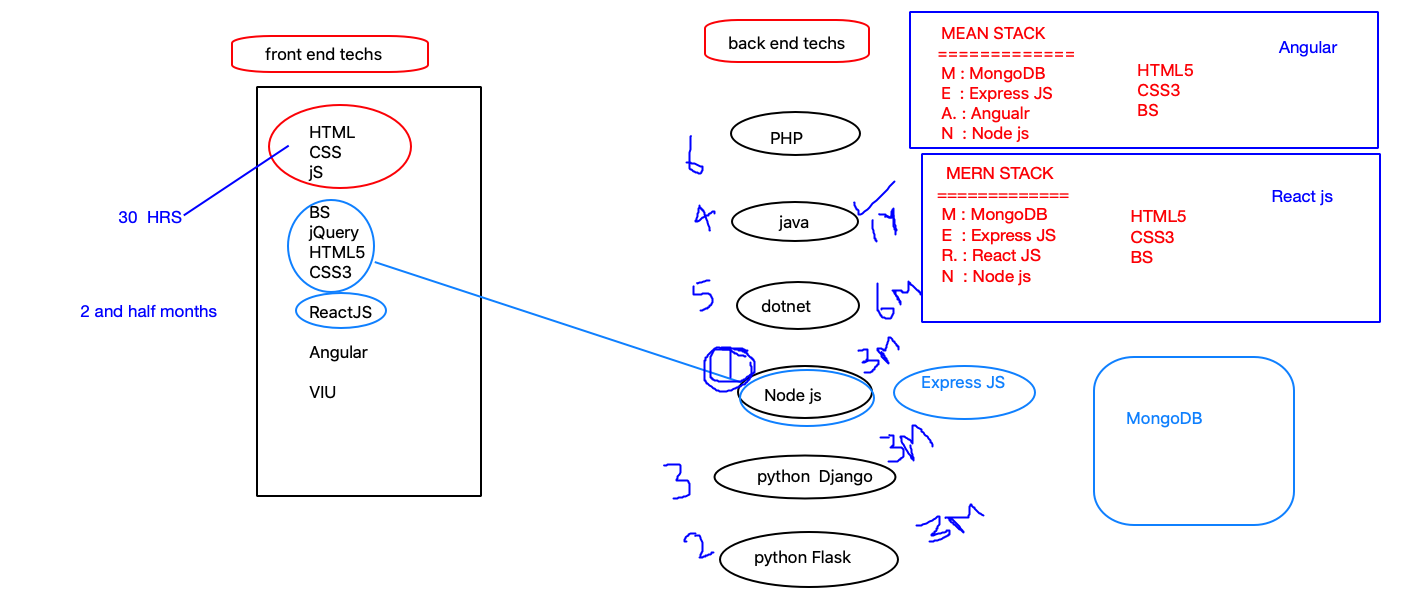 front end techs
HTML
CSS
jS
30 HRS
BS
jQuery
HTML5
CSS3
2 and half months
ReactJS
Angular
VIU
back end techs
6
PHP
4
java
1Y
5
dotnet
6M
1
Node js
3M
Express JS
MongoDB
3
python Django
3M
2
python Flask
3M
MEAN STACK
=============
M : MongoDB
E : Express JS
A. : Angualr
N : Node js
HTML5
CSS3
BS
Angular
MERN STACK
=============
M : MongoDB
E : Express JS
R. : React JS
N : Node js
HTML5
CSS3
BS
React js